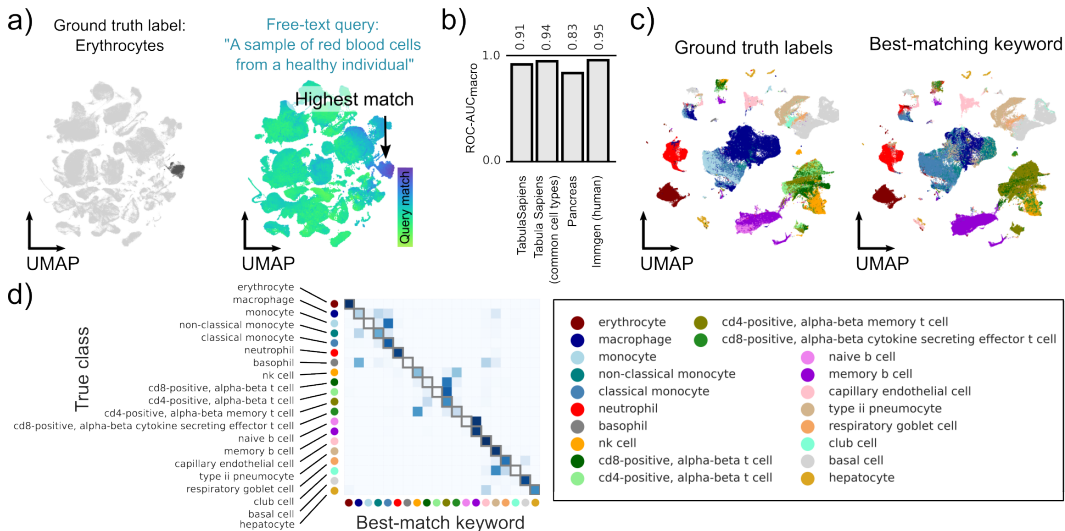 a)
Ground truth label:
Erythrocytes
Free-text query:
"A sample of red blood cells
from a healthy individual"
Highest match
Query match
UMAP
UMAP
b)
0.91
0.94
0.83
0.95
1.0
0.0
ROC-AUCmacro
TabulaSapiens
Tabula Sapiens
(common cell types)
Pancreas
Immgen (human)
c)
Ground truth labels
Best-matching keyword
UMAP
UMAP
d)
True class
erythrocyte
macrophage
monocyte
non-classical monocyte
classical monocyte
neutrophil
basophil
nk cell
cd8-positive, alpha-beta t cell
cd4-positive, alpha-beta t cell
cd4-positive, alpha-beta memory t cell
cd8-positive, alpha-beta cytokine secreting effector t cell
naive b cell
memory b cell
capillary endothelial cell
type ii pneumocyte
respiratory goblet cell
club cell
basal cell
hepatocyte
Best-match keyword
erythrocyte
macrophage
monocyte
non-classical monocyte
classical monocyte
neutrophil
basophil
nk cell
cd8-positive, alpha-beta t cell
cd4-positive, alpha-beta t cell
cd4-positive, alpha-beta memory t cell
cd8-positive, alpha-beta cytokine secreting effector t cell
naive b cell
memory b cell
capillary endothelial cell
type ii pneumocyte
respiratory goblet cell
club cell
basal cell
hepatocyte